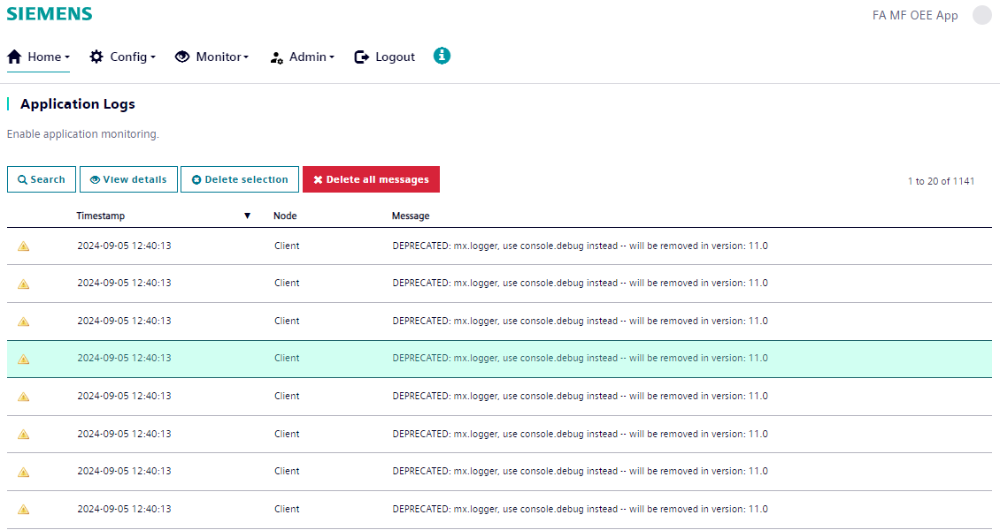 SIEMENS
FA MF OEE App
Home Config Monitor Admin Logout
Application Logs
Enable application monitoring.
Search View details Delete selection Delete all messages 1 to 20 of 1141
Timestamp ▼ Node Message
2024-09-05 12:40:13 Client DEPRECATED: mx.logger, use console.debug instead -- will be removed in version: 11.0
2024-09-05 12:40:13 Client DEPRECATED: mx.logger, use console.debug instead -- will be removed in version: 11.0
2024-09-05 12:40:13 Client DEPRECATED: mx.logger, use console.debug instead -- will be removed in version: 11.0
2024-09-05 12:40:13 Client DEPRECATED: mx.logger, use console.debug instead -- will be removed in version: 11.0
2024-09-05 12:40:13 Client DEPRECATED: mx.logger, use console.debug instead -- will be removed in version: 11.0
2024-09-05 12:40:13 Client DEPRECATED: mx.logger, use console.debug instead -- will be removed in version: 11.0
2024-09-05 12:40:13 Client DEPRECATED: mx.logger, use console.debug instead -- will be removed in version: 11.0
2024-09-05 12:40:13 Client DEPRECATED: mx.logger, use console.debug instead -- will be removed in version: 11.0